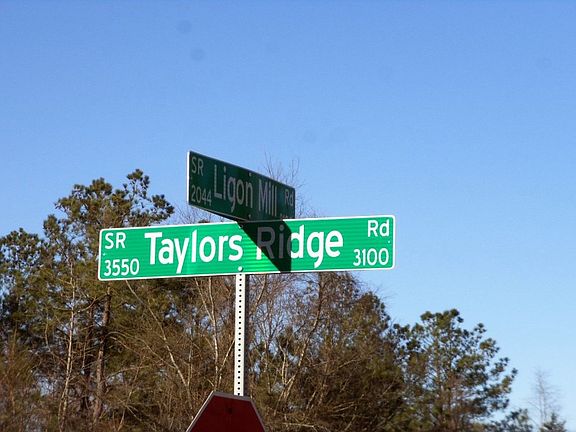 SR 2044 Ligon Mill Rd
SR 3550 Taylors Ridge Rd 3100